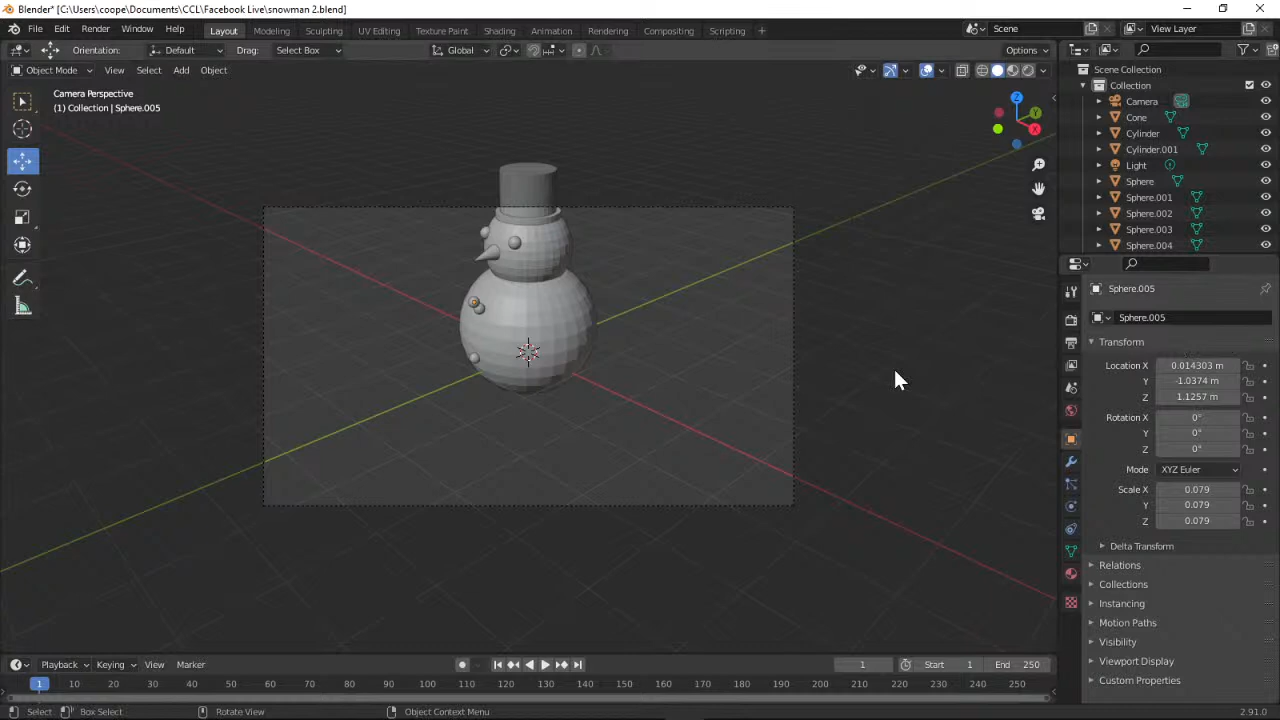 Blender* [C:\Users\coope\Documents\CCL\Facebook Live\snowman 2.blend]
File Edit Render Window Help Layout Modeling Sculpting UV Editing Texture Paint Shading Animation Rendering Compositing Scripting + Scene View Layer
Orientation: Default Drag: Select Box Global Options
Object Mode View Select Add Object
Camera Perspective
(1) Collection | Sphere.005
Z
Y
X
Scene Collection
Collection
Camera
Cone
Cylinder
Cylinder.001
Light
Sphere
Sphere.001
Sphere.002
Sphere.003
Sphere.004
Sphere.005
Sphere.005
Transform
Location X 0.014303 m
Y -1.0374 m
Z 1.1257 m
Rotation X 0°
Y 0°
Z 0°
Mode XYZ Euler
Scale X 0.079
Y 0.079
Z 0.079
Delta Transform
Relations
Collections
Instancing
Motion Paths
Visibility
Viewport Display
Custom Properties
Playback Keying View Marker 1 Start 1 End 250
1 10 20 30 40 50 60 70 80 90 100 110 120 130 140 150 160 170 180 190 200 210 220 230 240 250
Select Box Select Rotate View Object Context Menu 2.91.0